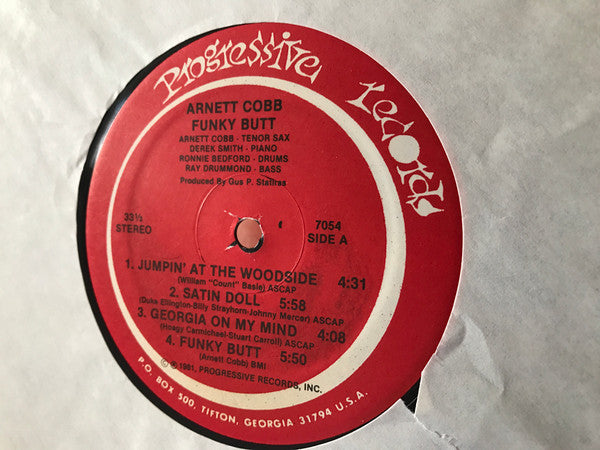 Progressive records
ARNETT COBB
FUNKY BUTT
ARNETT COBB - TENOR SAX
DEREK SMITH - PIANO
RONNIE BEDFORD - DRUMS
RAY DRUMMOND - BASS
Produced By Gus P. Statiras
33⅓
STEREO
7054
SIDE A
1. JUMPIN' AT THE WOODSIDE 4:31
(William "Count" Basie) ASCAP
2. SATIN DOLL 5:58
(Duke Ellington-Billy Strayhorn-Johnny Mercer) ASCAP
3. GEORGIA ON MY MIND 4:08
(Hoagy Carmichael-Stuart Carroll) ASCAP
4. FUNKY BUTT 5:50
(Arnett Cobb) BMI
© ℗ 1981, PROGRESSIVE RECORDS, INC.
P.O. BOX 500, TIFTON, GEORGIA 31794 U.S.A.